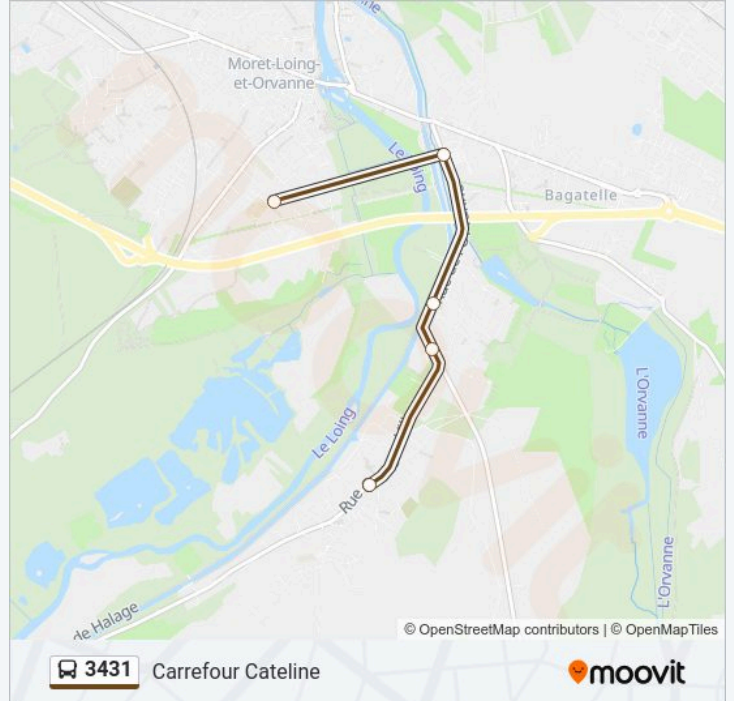 Moret-Loing-
et-Orvanne
Le Loing
Bagatelle
L'Orvanne
Le Loing
Rue
L'Orvanne
de Halage
© OpenStreetMap contributors | © OpenMapTiles
3431 Carrefour Cateline
moovit